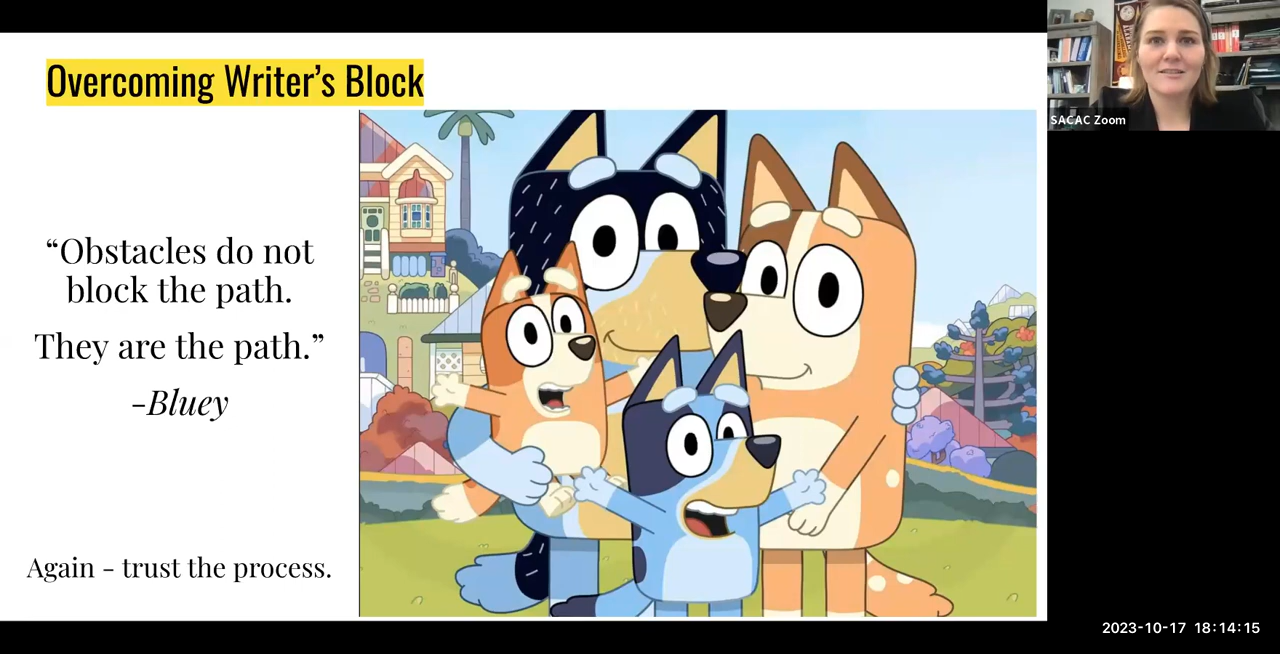 Overcoming Writer’s Block
“Obstacles do not
block the path.
They are the path.”
-Bluey
Again - trust the process.
SACAC Zoom
2023-10-17 18:14:15